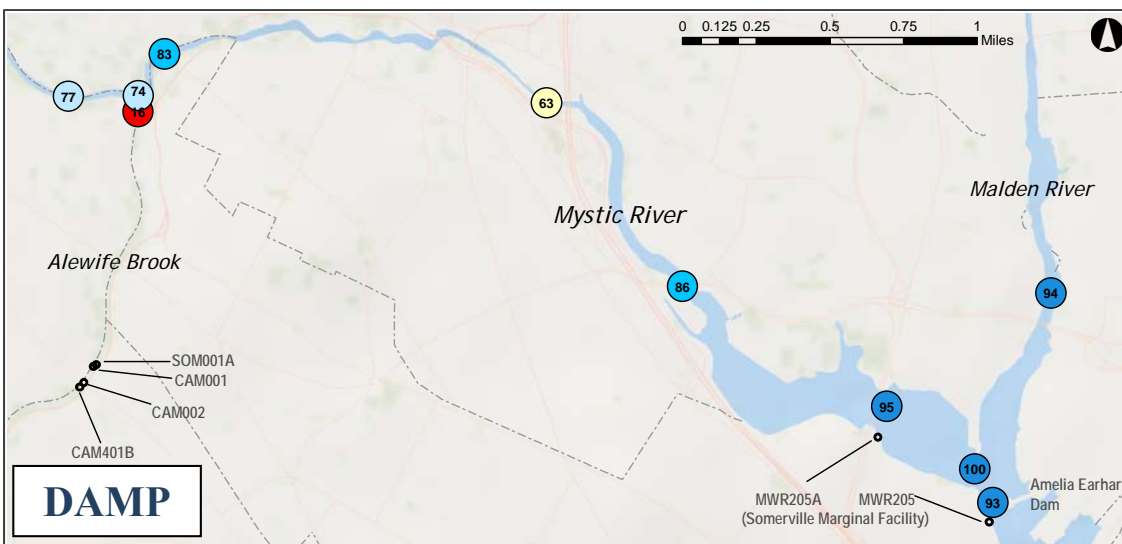 0 0.125 0.25 0.5 0.75 1
Miles
83
77
74
16
63
Malden River
Mystic River
Alewife Brook
86
94
SOM001A
CAM001
CAM002
CAM401B
95
100
93
MWR205A
(Somerville Marginal Facility)
MWR205
Amelia Earhar
Dam
DAMP